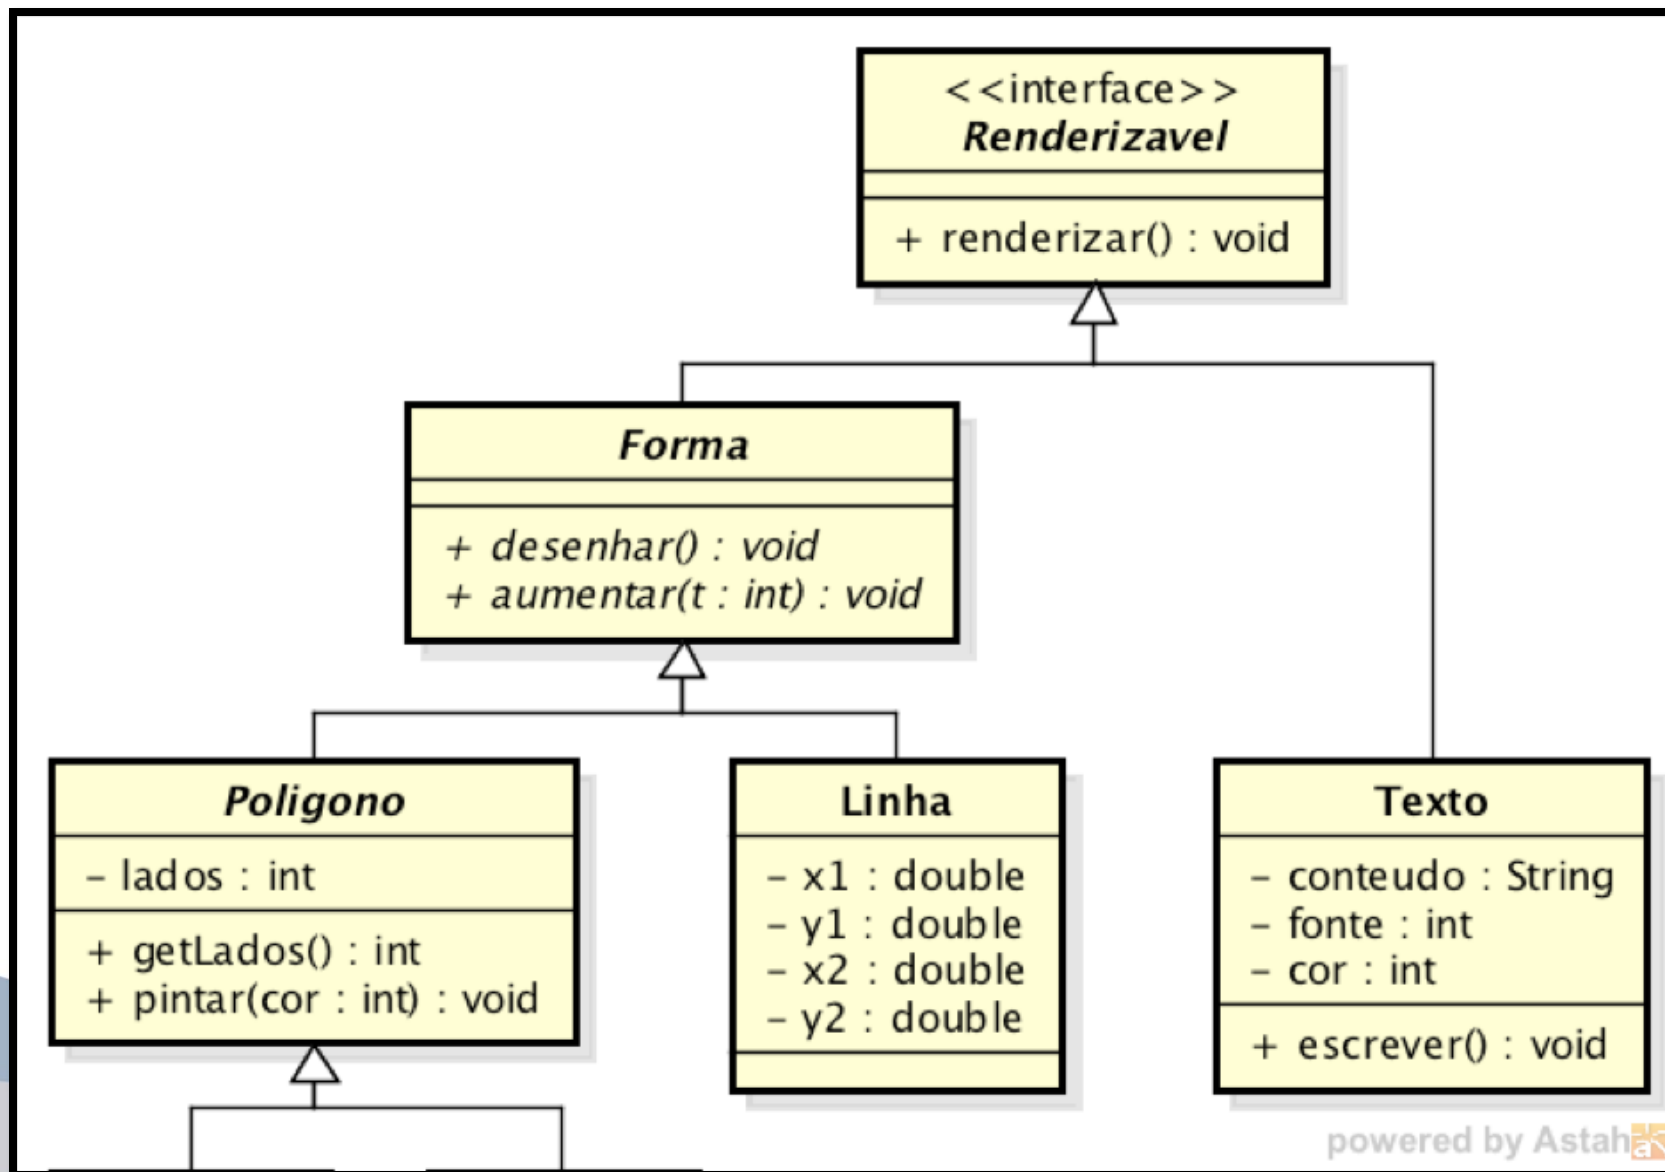 <<interface>>
Renderizavel
+ renderizar() : void
Forma
+ desenhar() : void
+ aumentar(t : int) : void
Poligono
- lados : int
+ getLados() : int
+ pintar(cor : int) : void
Linha
- x1 : double
- y1 : double
- x2 : double
- y2 : double
Texto
- conteudo : String
- fonte : int
- cor : int
+ escrever() : void
powered by Astah